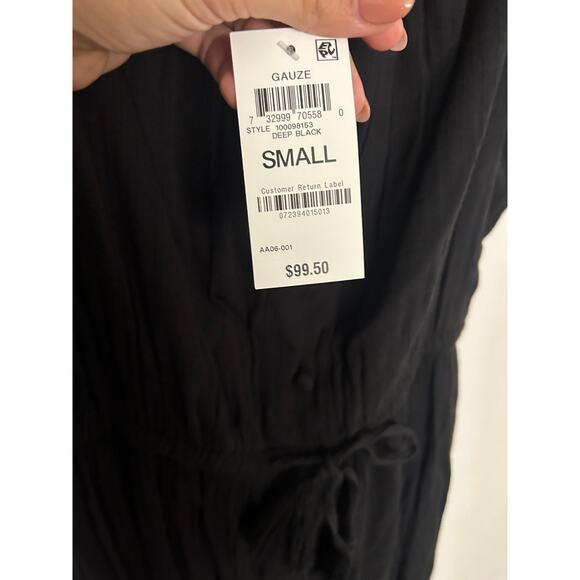 GAUZE
7 32999 70558 0
STYLE 100098153
DEEP BLACK
SMALL
Customer Return Label
072394015013
AA06-001
$99.50